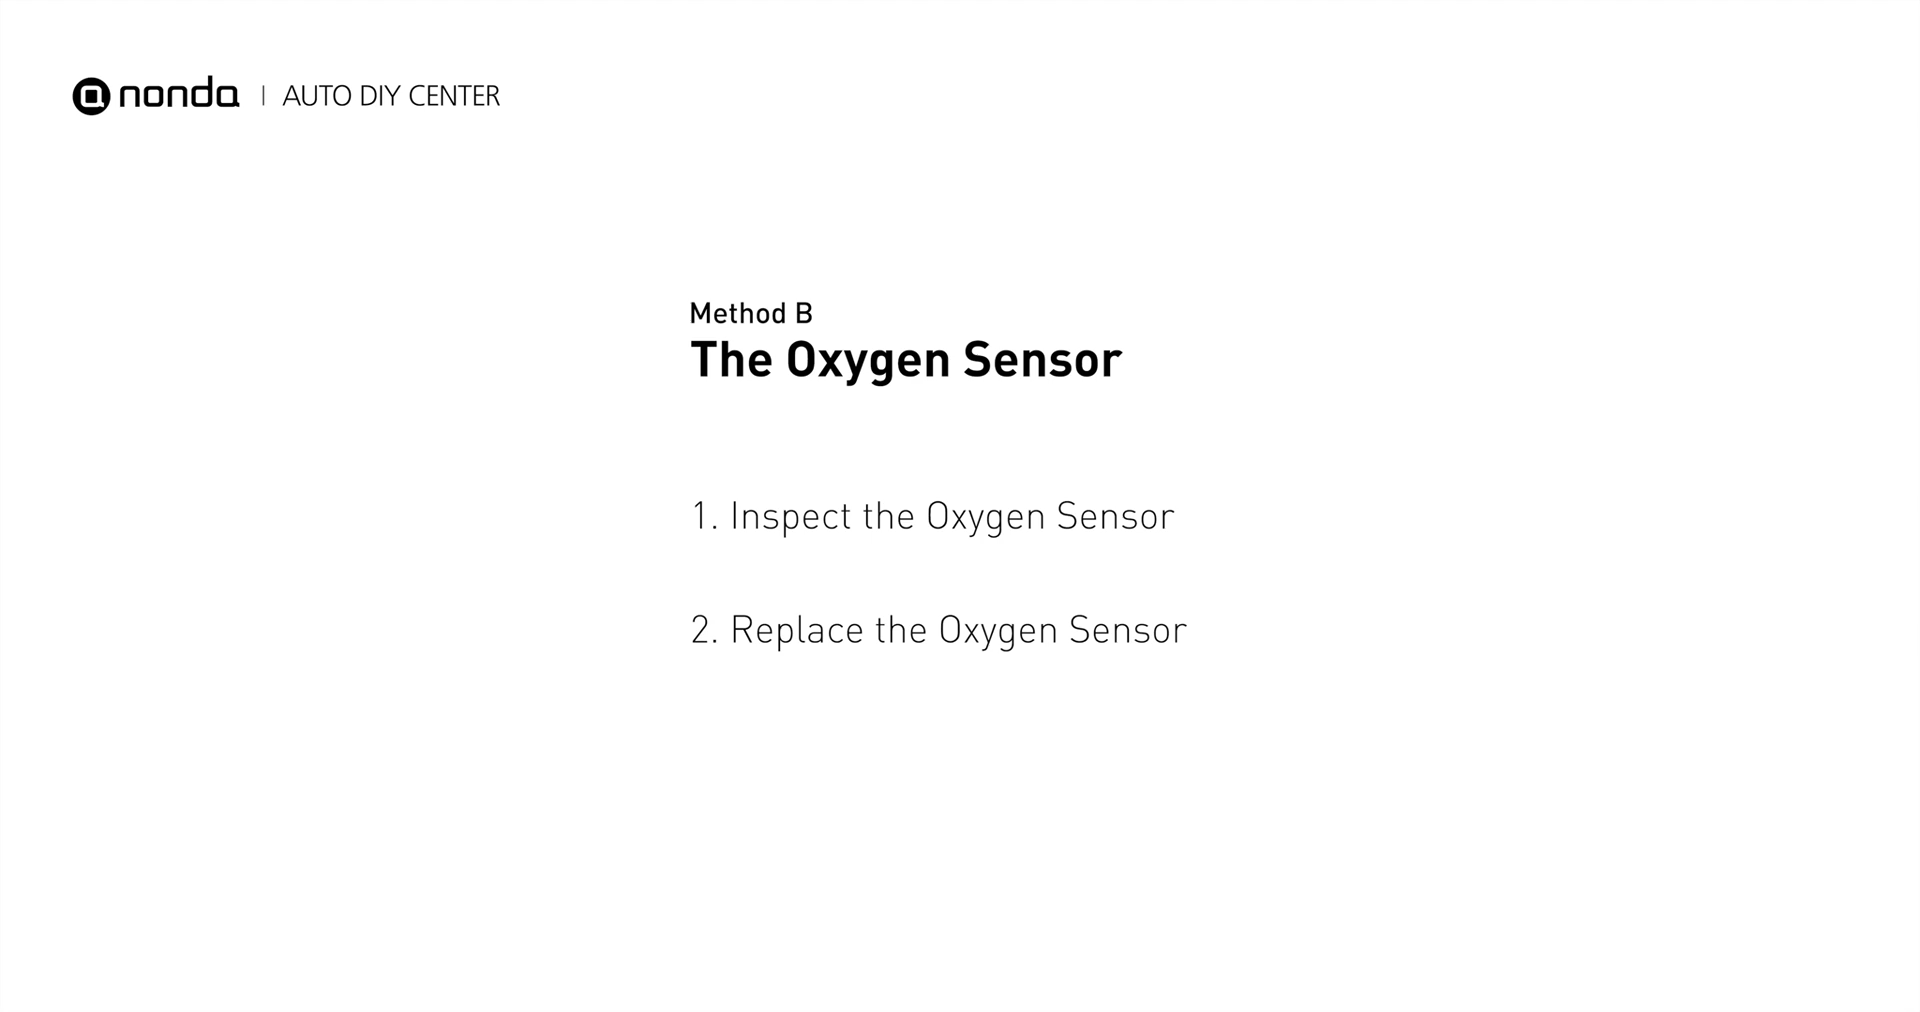 nonda | AUTO DIY CENTER
Method B
The Oxygen Sensor
1. Inspect the Oxygen Sensor
2. Replace the Oxygen Sensor